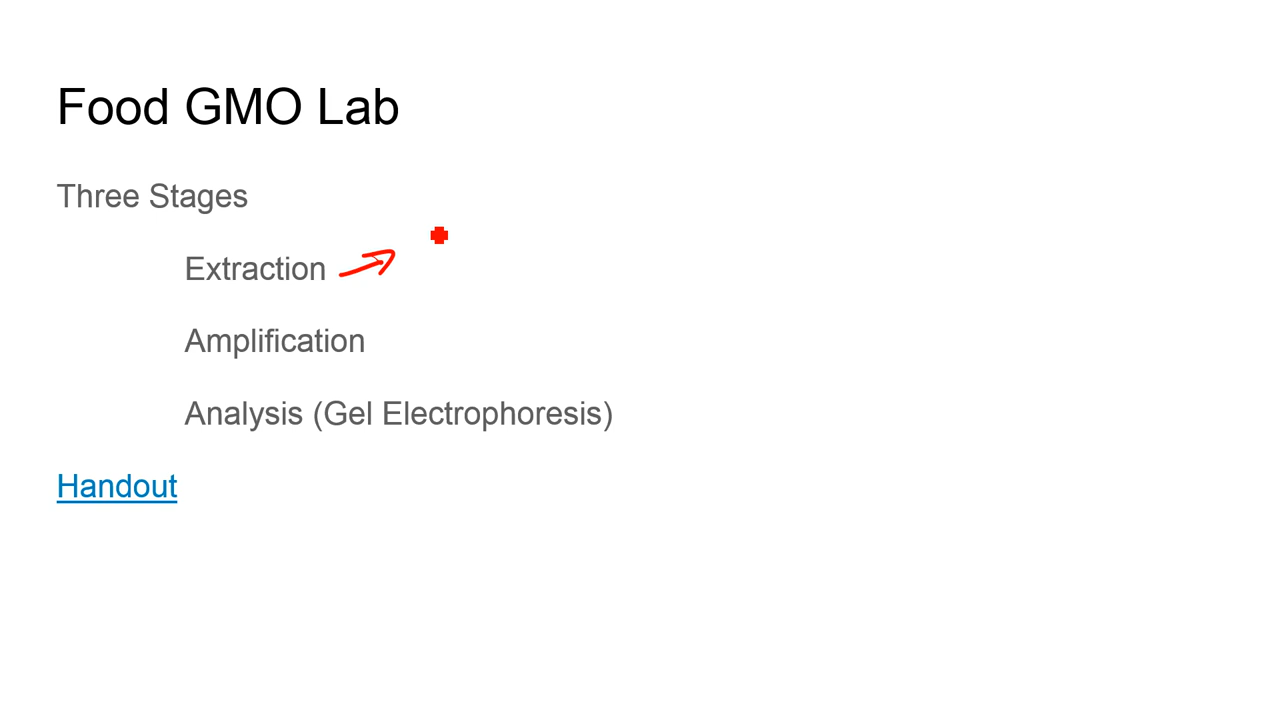 Food GMO Lab
Three Stages
Extraction
Amplification
Analysis (Gel Electrophoresis)
Handout